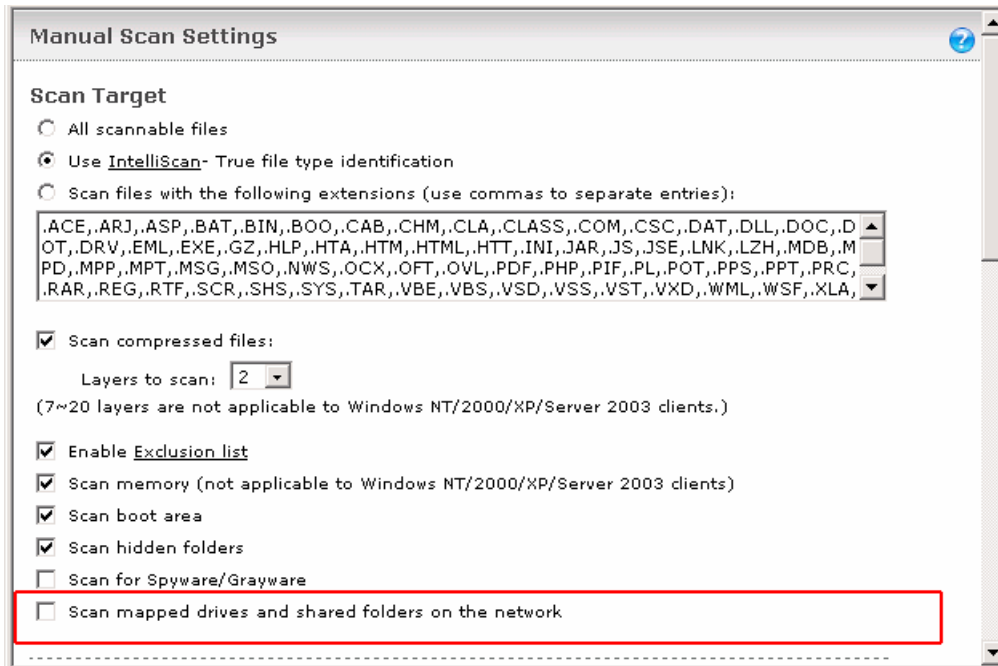 Manual Scan Settings
?
Scan Target
All scannable files
Use IntelliScan- True file type identification
Scan files with the following extensions (use commas to separate entries):
.ACE,.ARJ,.ASP,.BAT,.BIN,.BOO,.CAB,.CHM,.CLA,.CLASS,.COM,.CSC,.DAT,.DLL,.DOC,.D
OT,.DRV,.EML,.EXE,.GZ,.HLP,.HTA,.HTM,.HTML,.HTT,.INI,.JAR,.JS,.JSE,.LNK,.LZH,.MDB,.M
PD,.MPP,.MPT,.MSG,.MSO,.NWS,.OCX,.OFT,.OVL,.PDF,.PHP,.PIF,.PL,.POT,.PPS,.PPT,.PRC,
.RAR,.REG,.RTF,.SCR,.SHS,.SYS,.TAR,.VBE,.VBS,.VSD,.VSS,.VST,.VXD,.WML,.WSF,.XLA,
Scan compressed files:
Layers to scan: 2
(7~20 layers are not applicable to Windows NT/2000/XP/Server 2003 clients.)
Enable Exclusion list
Scan memory (not applicable to Windows NT/2000/XP/Server 2003 clients)
Scan boot area
Scan hidden folders
Scan for Spyware/Grayware
Scan mapped drives and shared folders on the network